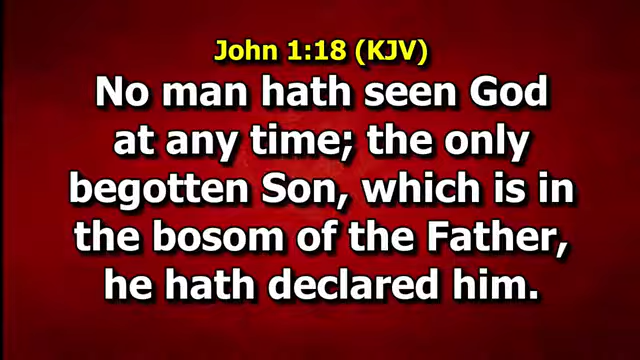 John 1:18 (KJV)
No man hath seen God
at any time; the only
begotten Son, which is in
the bosom of the Father,
he hath declared him.